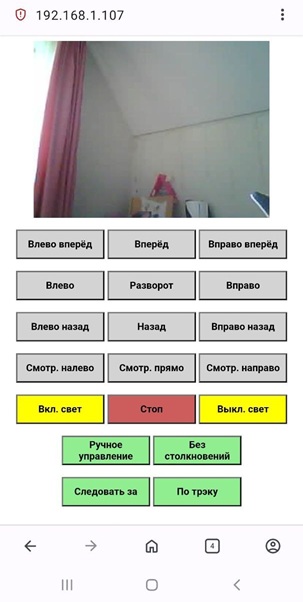 192.168.1.107
Влево вперёд
Вперёд
Вправо вперёд
Влево
Разворот
Вправо
Влево назад
Назад
Вправо назад
Смотр. налево
Смотр. прямо
Смотр. направо
Вкл. свет
Стоп
Выкл. свет
Ручное
управление
Без
столкновений
Следовать за
По трэку
4